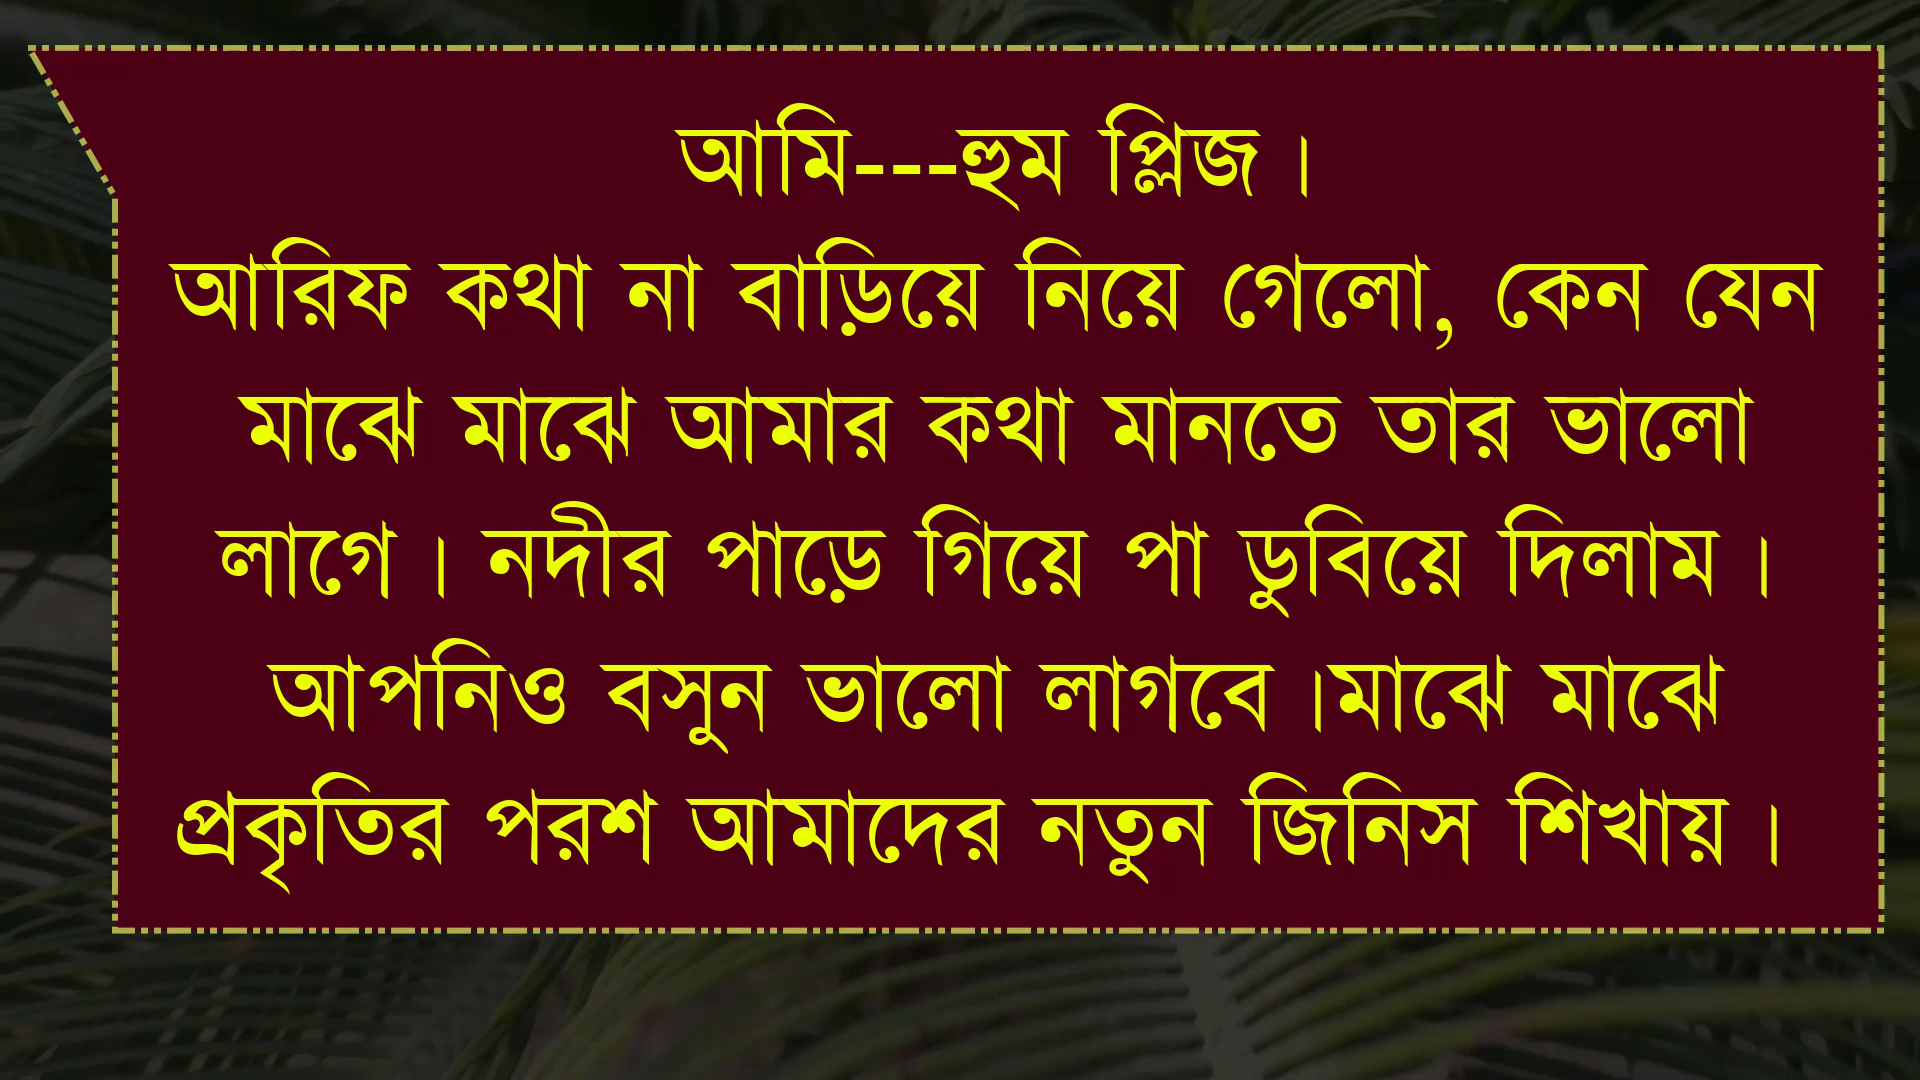 আমি---হুম প্লিজ।
আরিফ কথা না বাড়িয়ে নিয়ে গেলো, কেন যেন
মাঝে মাঝে আমার কথা মানতে তার ভালো
লাগে। নদীর পাড়ে গিয়ে পা ডুবিয়ে দিলাম।
আপনিও বসুন ভালো লাগবে।মাঝে মাঝে
প্রকৃতির পরশ আমাদের নতুন জিনিস শিখায়।